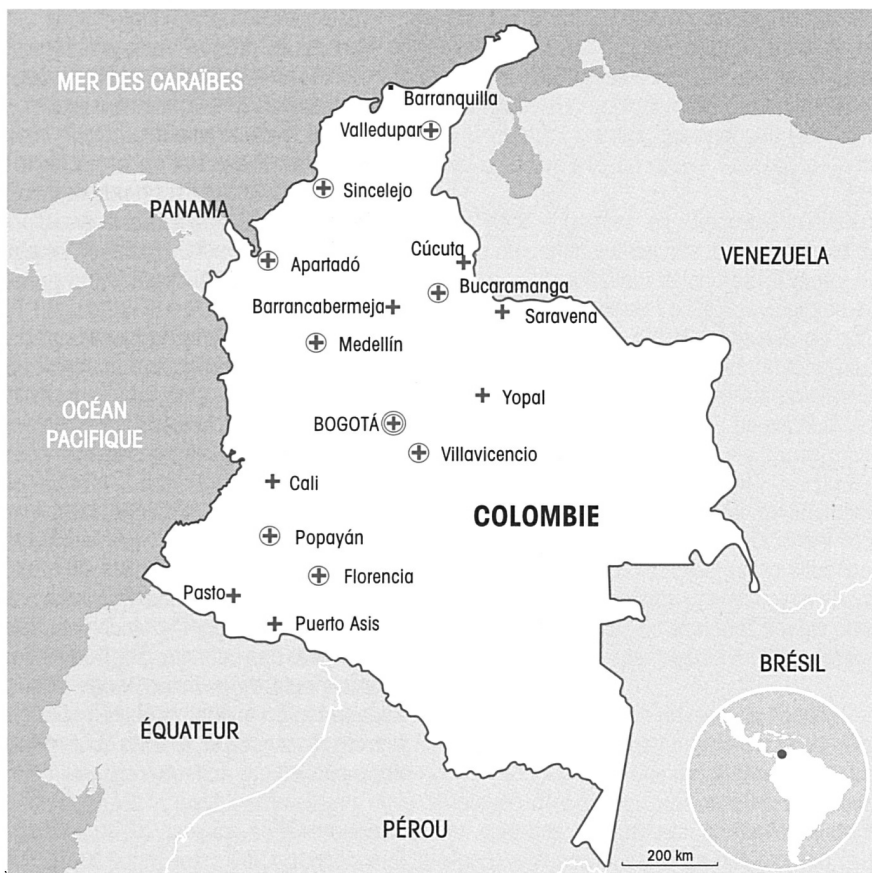 MER DES CARAÏBES
Barranquilla
Valledupar
Sincelejo
PANAMA
Cúcuta
VENEZUELA
Apartadó
Bucaramanga
Barrancabermeja
Saravena
Medellín
Yopal
OCÉAN
PACIFIQUE
BOGOTÁ
Villavicencio
Cali
COLOMBIE
Popayán
Florencia
Pasto
Puerto Asis
BRÉSIL
ÉQUATEUR
PÉROU
200 km